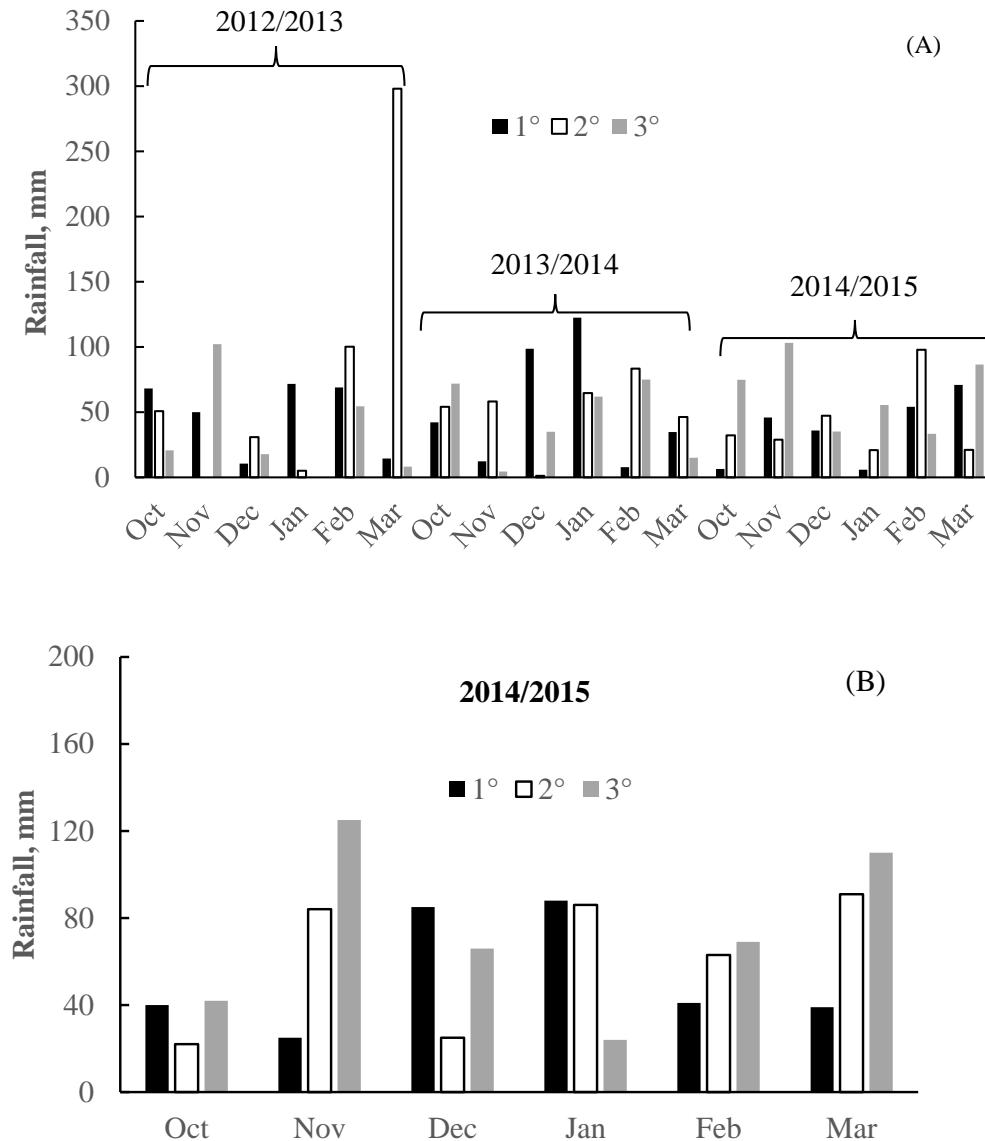 350
2012/2013
(A)
300
1° 2° 3°
250
200
2013/2014
2014/2015
150
100
50
0
Rainfall, mm
Oct Nov Dec Jan Feb Mar Oct Nov Dec Jan Feb Mar Oct Nov Dec Jan Feb Mar
200
2014/2015
(B)
160
1° 2° 3°
120
80
40
0
Rainfall, mm
Oct Nov Dec Jan Feb Mar